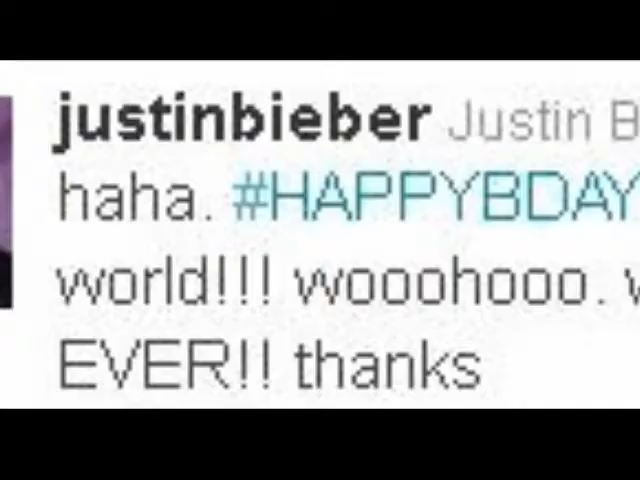 justinbieber Justin B
haha. #HAPPYBDAY
world!!! wooohooo.
EVER!! thanks